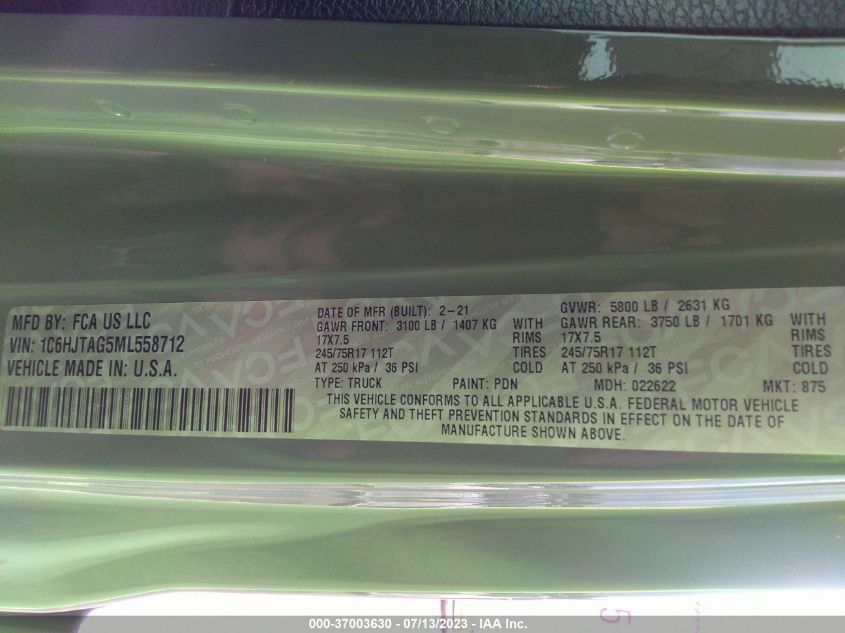 MFD BY: FCA US LLC
VIN: 1C6HJTAG5ML558712
VEHICLE MADE IN: U.S.A.
DATE OF MFR (BUILT): 2-21
GVWR: 5800 LB / 2631 KG
GAWR FRONT: 3100 LB / 1407 KG WITH
GAWR REAR: 3750 LB / 1701 KG WITH
17X7.5 RIMS
17X7.5 RIMS
245/75R17 112T TIRES
245/75R17 112T TIRES
AT 250 kPa / 36 PSI COLD
AT 250 kPa / 36 PSI COLD
TYPE: TRUCK PAINT: PDN MDH: 022622 MKT: 875
THIS VEHICLE CONFORMS TO ALL APPLICABLE U.S.A. FEDERAL MOTOR VEHICLE
SAFETY AND THEFT PREVENTION STANDARDS IN EFFECT ON THE DATE OF
MANUFACTURE SHOWN ABOVE.
5
000-37003630 - 07/13/2023 - IAA Inc.